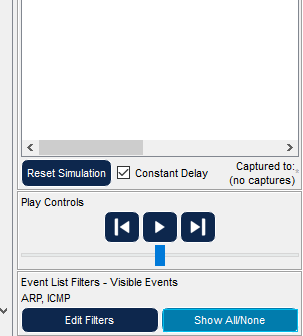 Reset Simulation
Constant Delay
Captured to:
(no captures)
Play Controls
Event List Filters - Visible Events
ARP, ICMP
Edit Filters
Show All/None